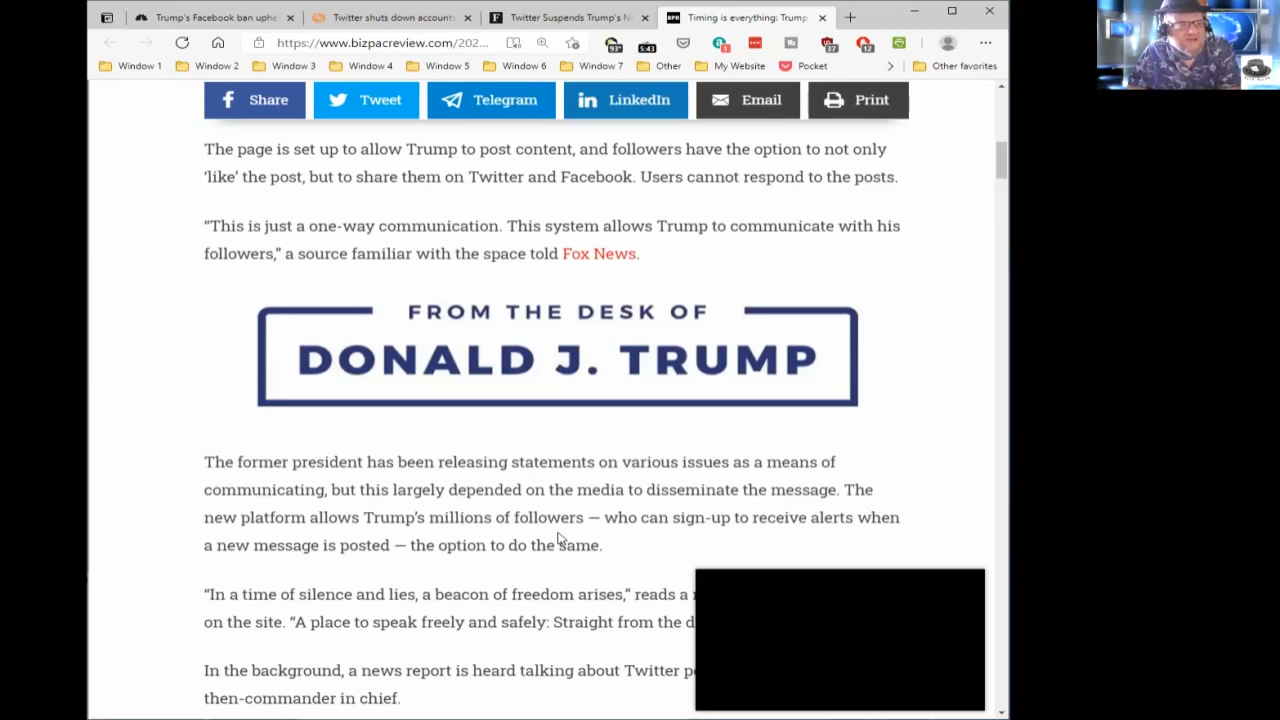 Trump's Facebook ban uphe
Twitter shuts down account
Twitter Suspends Trump's N
BPR Timing is everything: Trump
https://www.bizpacreview.com/202...
93°
5:43
1
37
12
Window 1
Window 2
Window 3
Window 4
Window 5
Window 6
Window 7
Other
My Website
Pocket
Other favorites
Share
Tweet
Telegram
LinkedIn
Email
Print
The page is set up to allow Trump to post content, and followers have the option to not only
‘like’ the post, but to share them on Twitter and Facebook. Users cannot respond to the posts.
“This is just a one-way communication. This system allows Trump to communicate with his
followers,” a source familiar with the space told Fox News.
FROM THE DESK OF
DONALD J. TRUMP
The former president has been releasing statements on various issues as a means of
communicating, but this largely depended on the media to disseminate the message. The
new platform allows Trump’s millions of followers — who can sign-up to receive alerts when
a new message is posted — the option to do the same.
“In a time of silence and lies, a beacon of freedom arises,” reads a
on the site. “A place to speak freely and safely: Straight from the d
In the background, a news report is heard talking about Twitter p
then-commander in chief.